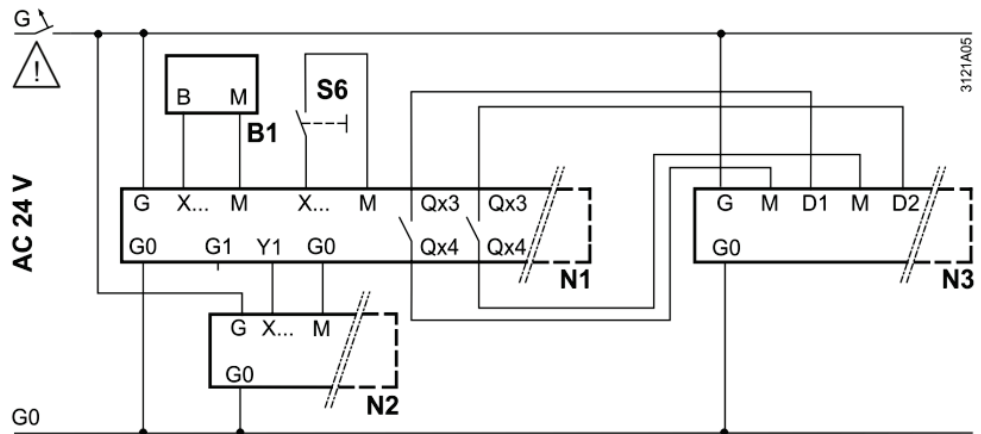 G
!
3121A05
B M
B1
S6
AC 24 V
G X... M X... M Qx3 Qx3
G0 G1 Y1 G0 Qx4 Qx4
N1
G M D1 M D2
G0
N3
G X... M
G0
N2
G0